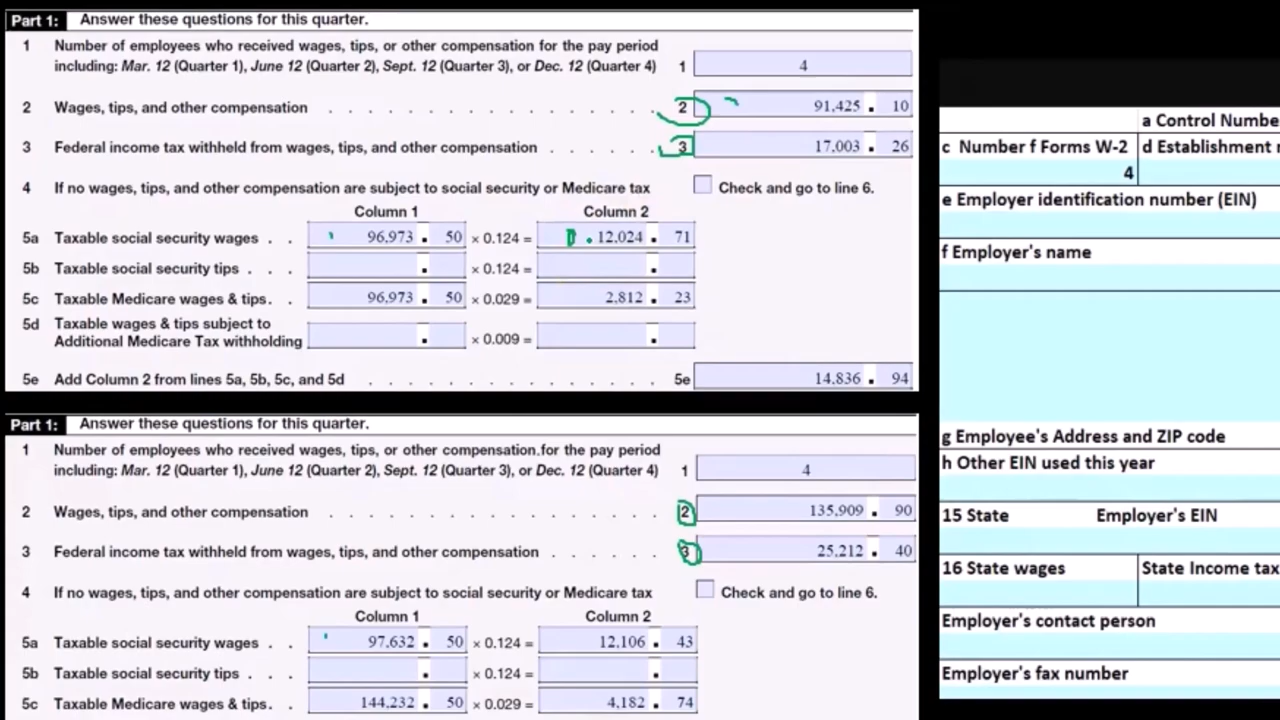 Part 1: Answer these questions for this quarter.
1 Number of employees who received wages, tips, or other compensation for the pay period
including: Mar. 12 (Quarter 1), June 12 (Quarter 2), Sept. 12 (Quarter 3), or Dec. 12 (Quarter 4) 1 4
2 Wages, tips, and other compensation . . . . . . . . . . . . . . . . . 2 91,425 . 10
3 Federal income tax withheld from wages, tips, and other compensation . . . . . . 3 17,003 . 26
4 If no wages, tips, and other compensation are subject to social security or Medicare tax Check and go to line 6.
Column 1 Column 2
5a Taxable social security wages . . 96,973 . 50 × 0.124 = 12,024 . 71
5b Taxable social security tips . . . . × 0.124 = .
5c Taxable Medicare wages & tips. . 96,973 . 50 × 0.029 = 2,812 . 23
5d Taxable wages & tips subject to
Additional Medicare Tax withholding . × 0.009 = .
5e Add Column 2 from lines 5a, 5b, 5c, and 5d . . . . . . . . . . . . . 5e 14,836 . 94
Part 1: Answer these questions for this quarter.
1 Number of employees who received wages, tips, or other compensation.for the pay period
including: Mar. 12 (Quarter 1), June 12 (Quarter 2), Sept. 12 (Quarter 3), or Dec. 12 (Quarter 4) 1 4
2 Wages, tips, and other compensation . . . . . . . . . . . . . . . . . 2 135,909 . 90
3 Federal income tax withheld from wages, tips, and other compensation . . . . . . 3 25,212 . 40
4 If no wages, tips, and other compensation are subject to social security or Medicare tax Check and go to line 6.
Column 1 Column 2
5a Taxable social security wages . . 97,632 . 50 × 0.124 = 12,106 . 43
5b Taxable social security tips . . . . × 0.124 = .
5c Taxable Medicare wages & tips. . 144,232 . 50 × 0.029 = 4,182 . 74
a Control Numbe
c Number f Forms W-2 d Establishment
4
e Employer identification number (EIN)
f Employer's name
g Employee's Address and ZIP code
h Other EIN used this year
15 State Employer's EIN
16 State wages State Income tax
Employer's contact person
Employer's fax number